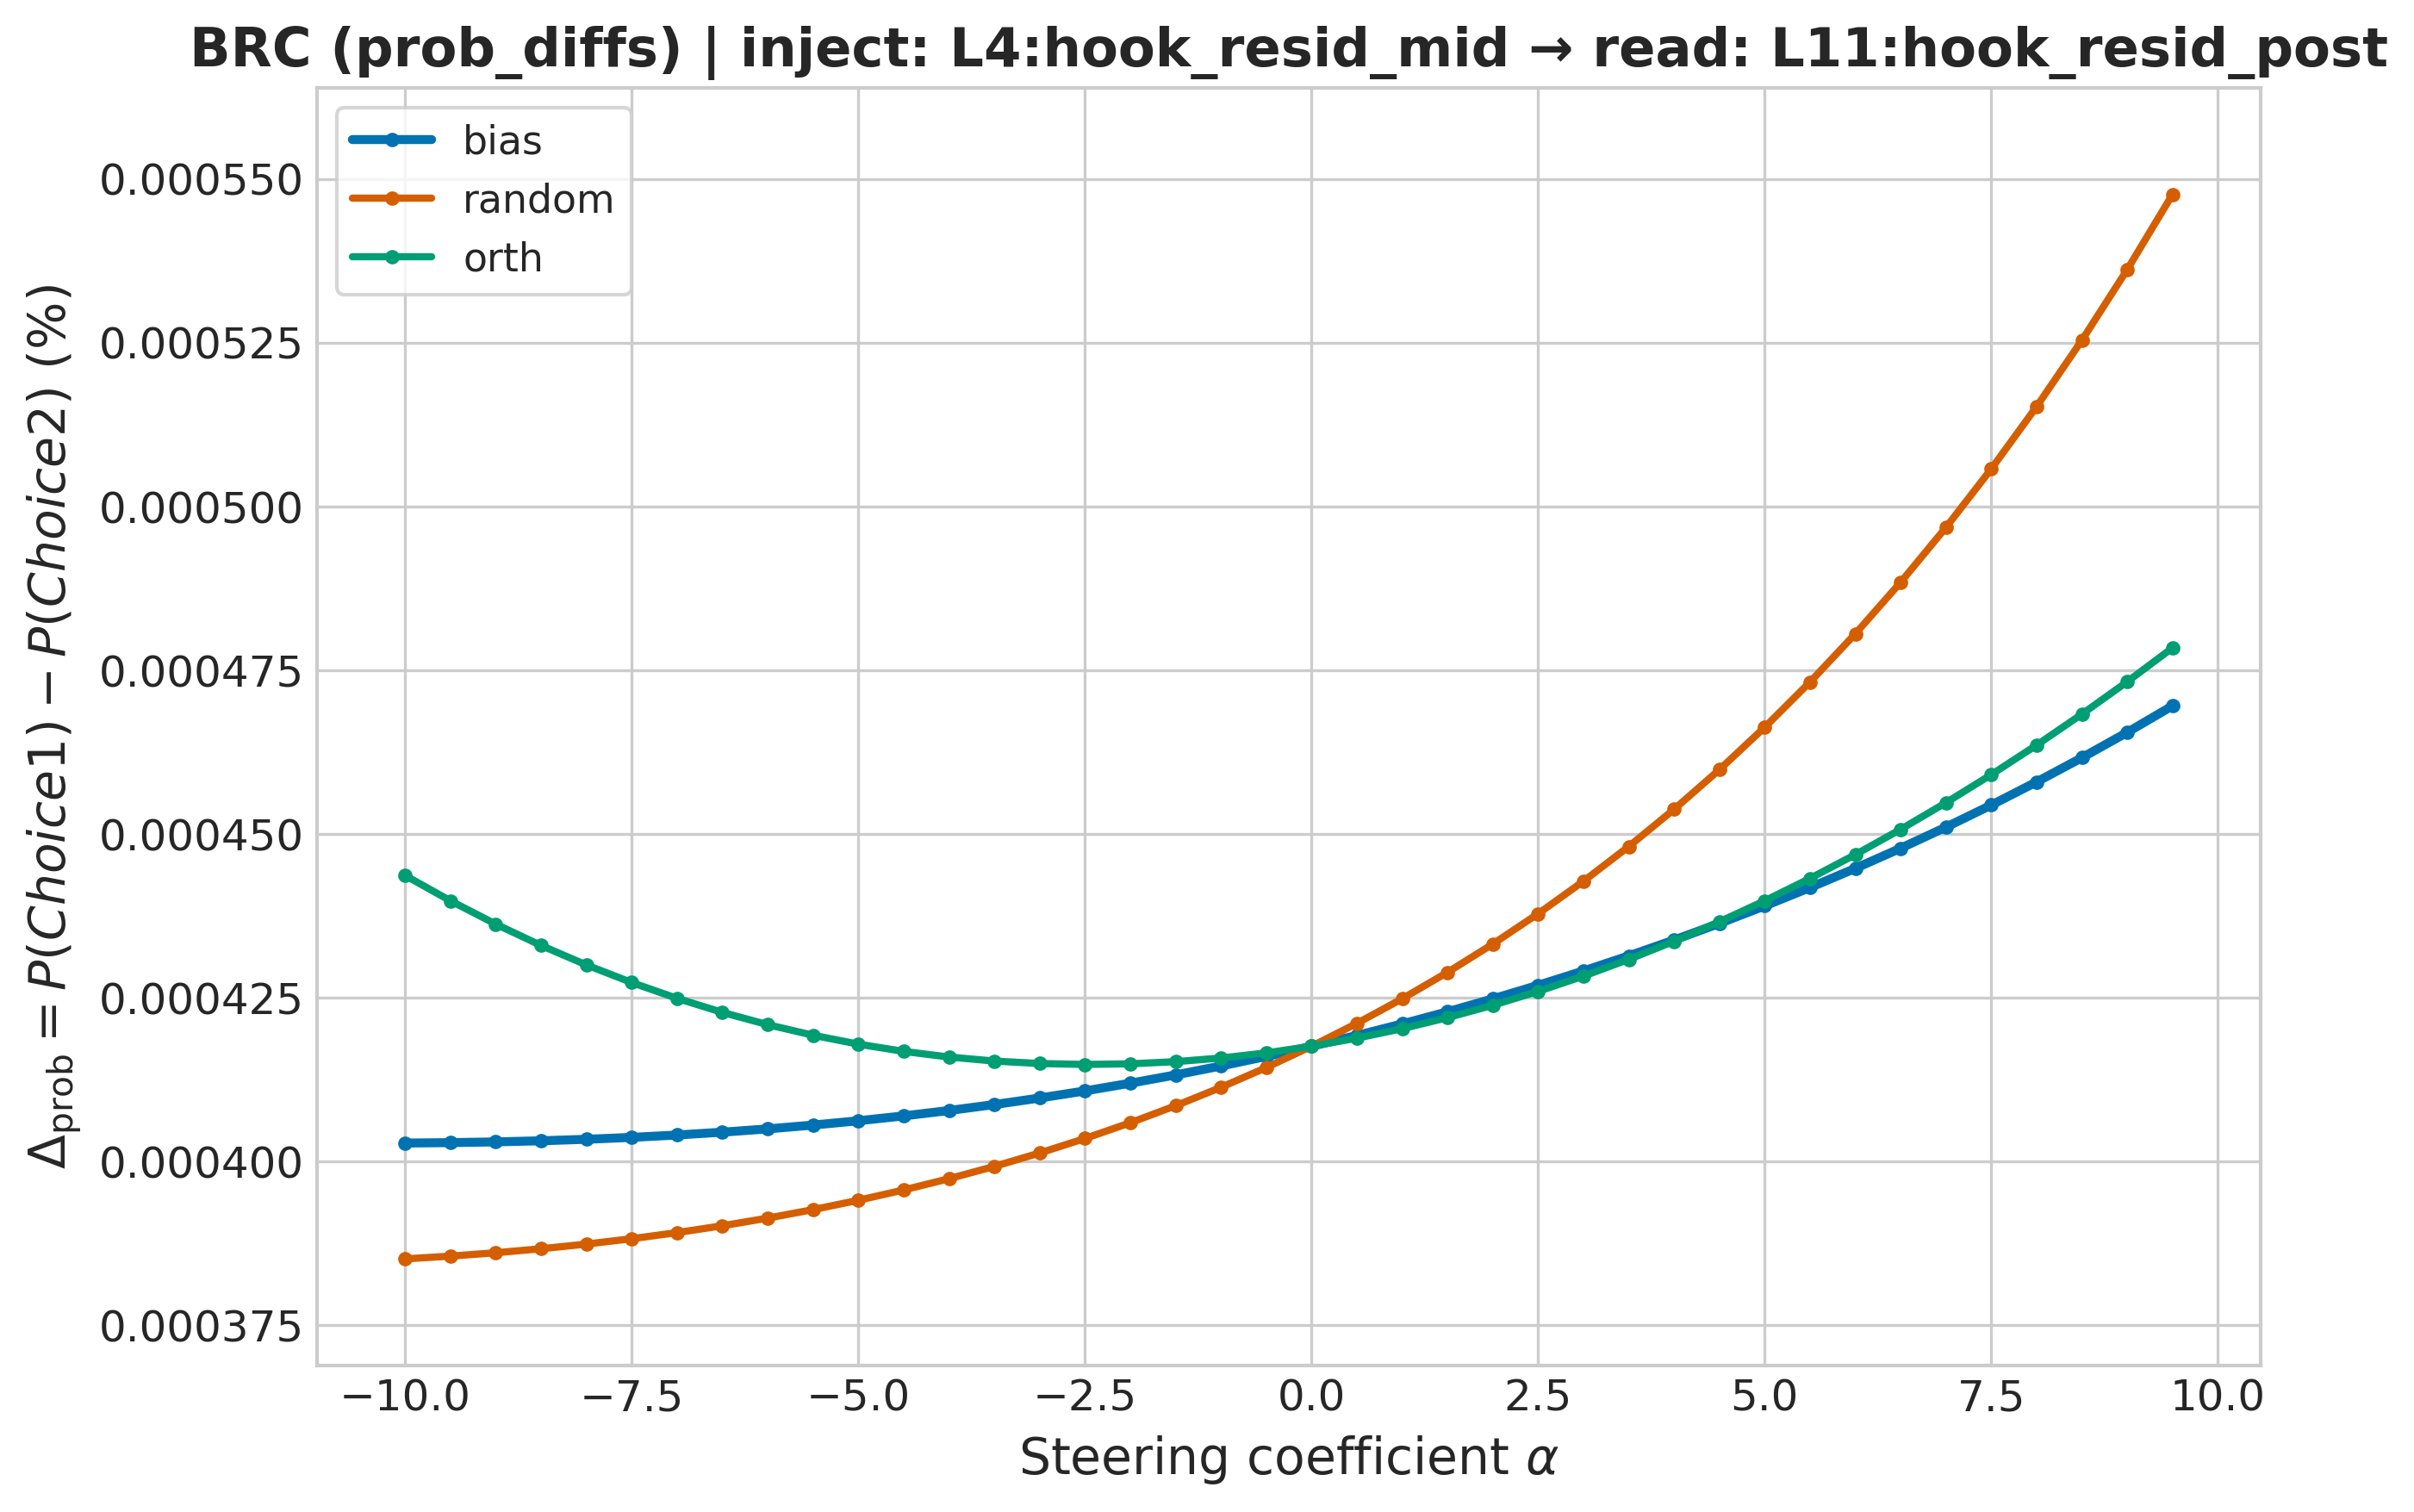 BRC (prob_diffs) | inject: L4:hook_resid_mid → read: L11:hook_resid_post
bias
random
orth
Δprob = P(Choice1) − P(Choice2) (%)
0.000550
0.000525
0.000500
0.000475
0.000450
0.000425
0.000400
0.000375
−10.0 −7.5 −5.0 −2.5 0.0 2.5 5.0 7.5 10.0
Steering coefficient α